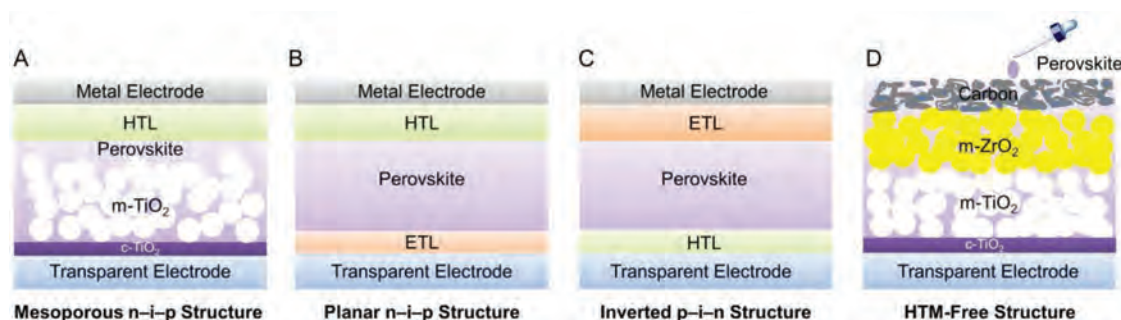 A
Metal Electrode
HTL
Perovskite
m-TiO₂
c-TiO₂
Transparent Electrode
Mesoporous n–i–p Structure
B
Metal Electrode
HTL
Perovskite
ETL
Transparent Electrode
Planar n–i–p Structure
C
Metal Electrode
ETL
Perovskite
HTL
Transparent Electrode
Inverted p–i–n Structure
D
Perovskite
Carbon
m-ZrO₂
m-TiO₂
c-TiO₂
Transparent Electrode
HTM-Free Structure